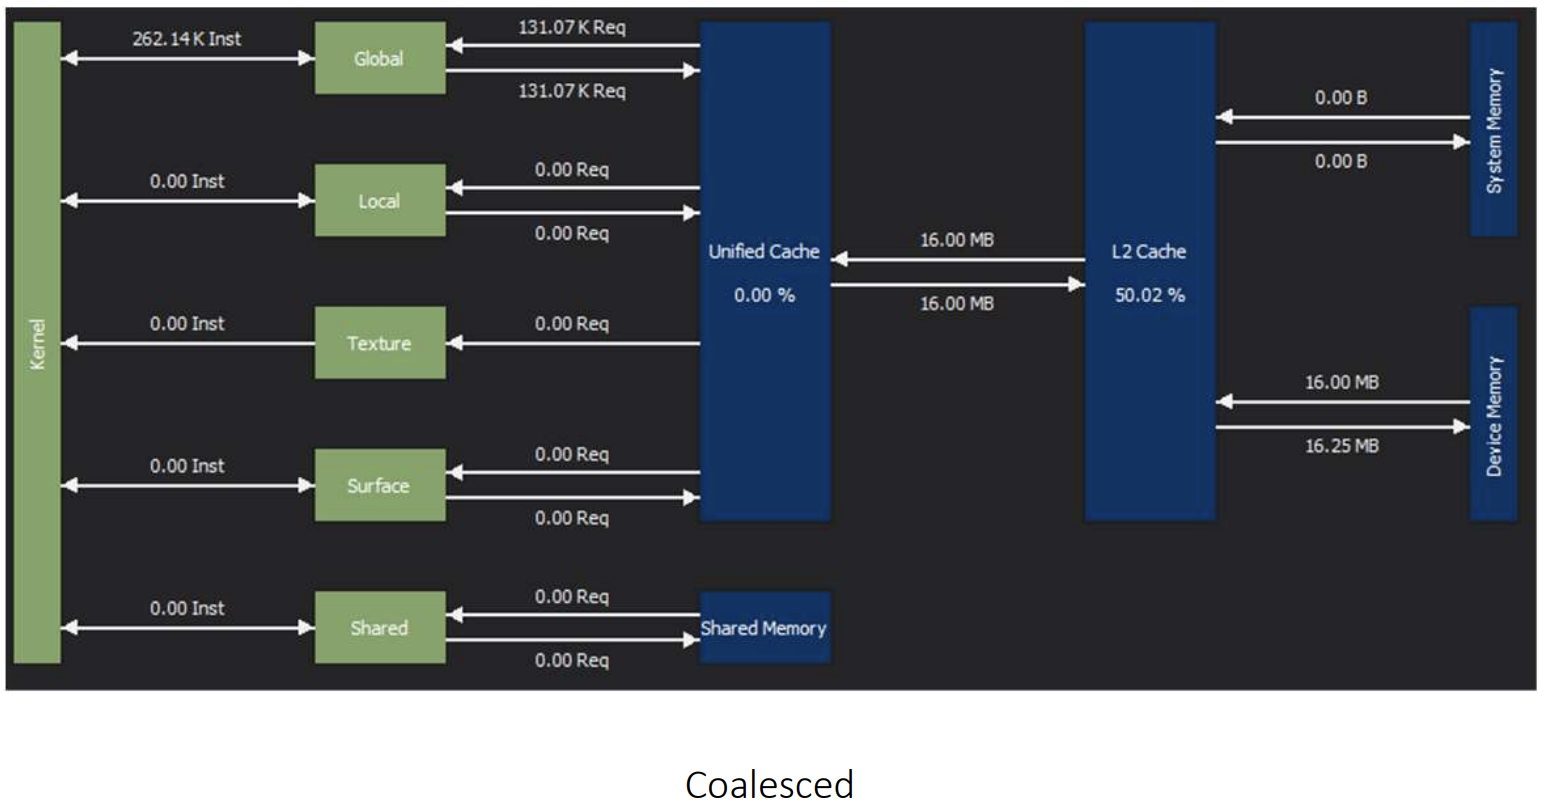 262.14 K Inst
Global
131.07 K Req
131.07 K Req
0.00 Inst
Local
0.00 Req
0.00 Req
0.00 Inst
Texture
0.00 Req
0.00 Inst
Surface
0.00 Req
0.00 Req
0.00 Inst
Shared
0.00 Req
0.00 Req
Kernel
Unified Cache
0.00 %
Shared Memory
16.00 MB
16.00 MB
L2 Cache
50.02 %
0.00 B
0.00 B
System Memory
16.00 MB
16.25 MB
Device Memory
Coalesced